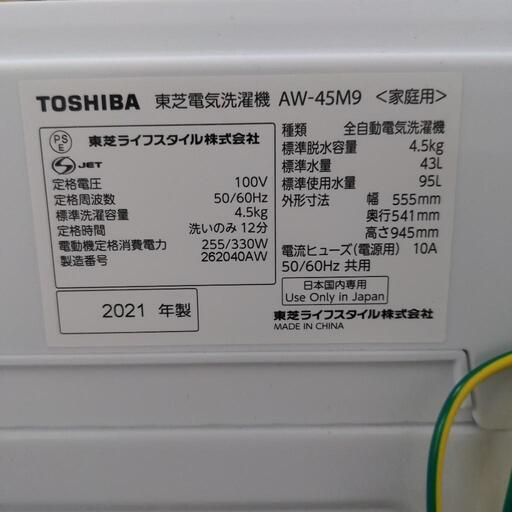 TOSHIBA 東芝電気洗濯機 AW-45M9 <家庭用>
PS
E
東芝ライフスタイル株式会社
S JET
定格電圧 100V
定格周波数 50/60Hz
標準洗濯容量 4.5kg
定格時間 洗いのみ 12分
電動機定格消費電力 255/330W
製造番号 262040AW
2021 年製
種類 全自動電気洗濯機
標準脱水容量 4.5kg
標準水量 43L
標準使用水量 95L
外形寸法 幅 555mm
奥行541mm
高さ945mm
電流ヒューズ(電源用) 10A
50/60Hz 共用
日本国内専用
Use Only in Japan
東芝ライフスタイル株式会社
MADE IN CHINA